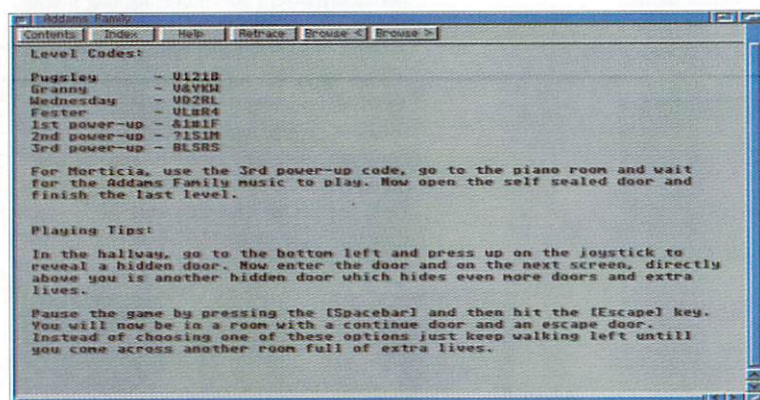 Addams Family
Contents Index Help Retrace Browse < Browse >
Level Codes:
Pugsley - V121B
Granny - V&YKW
Wednesday - VD2RL
Fester - VL#R4
1st power-up - &1#1F
2nd power-up - ?1S1M
3rd power-up - BLSRS
For Morticia, use the 3rd power-up code, go to the piano room and wait
for the Addams Family music to play. Now open the self sealed door and
finish the last level.
Playing Tips:
In the hallway, go to the bottom left and press up on the joystick to
reveal a hidden door. Now enter the door and on the next screen, directly
above you is another hidden door which hides even more doors and extra
lives.
Pause the game by pressing the [Spacebar] and then hit the [Escape] key.
You will now be in a room with a continue door and an escape door.
Instead of choosing one of these options just keep walking left untill
you come across another room full of extra lives.